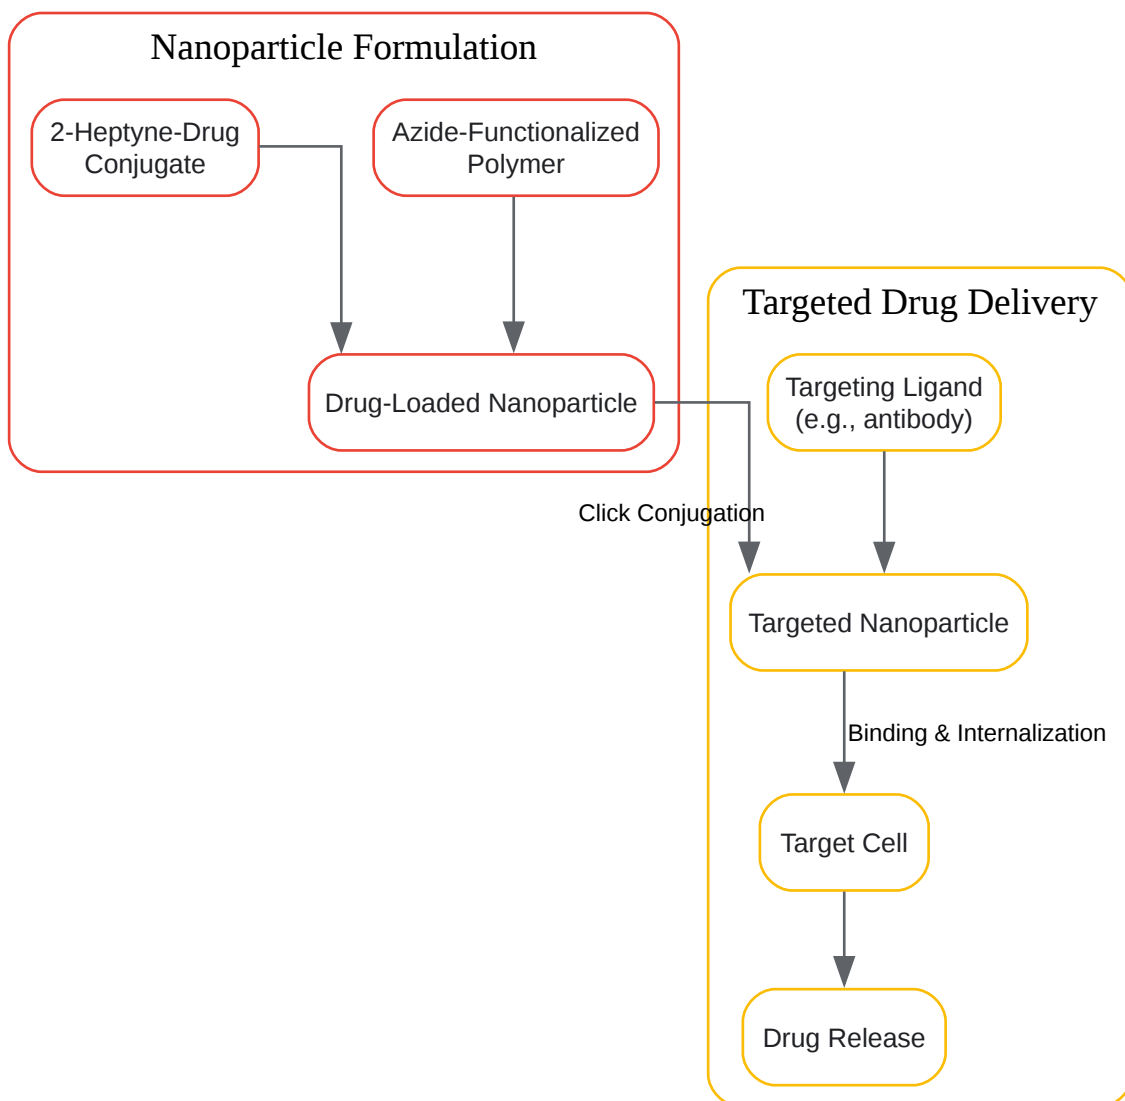 Nanoparticle Formulation
2-Heptyne-Drug
Conjugate
Azide-Functionalized
Polymer
Drug-Loaded Nanoparticle
Targeted Drug Delivery
Targeting Ligand
(e.g., antibody)
Click Conjugation
Targeted Nanoparticle
Binding & Internalization
Target Cell
Drug Release